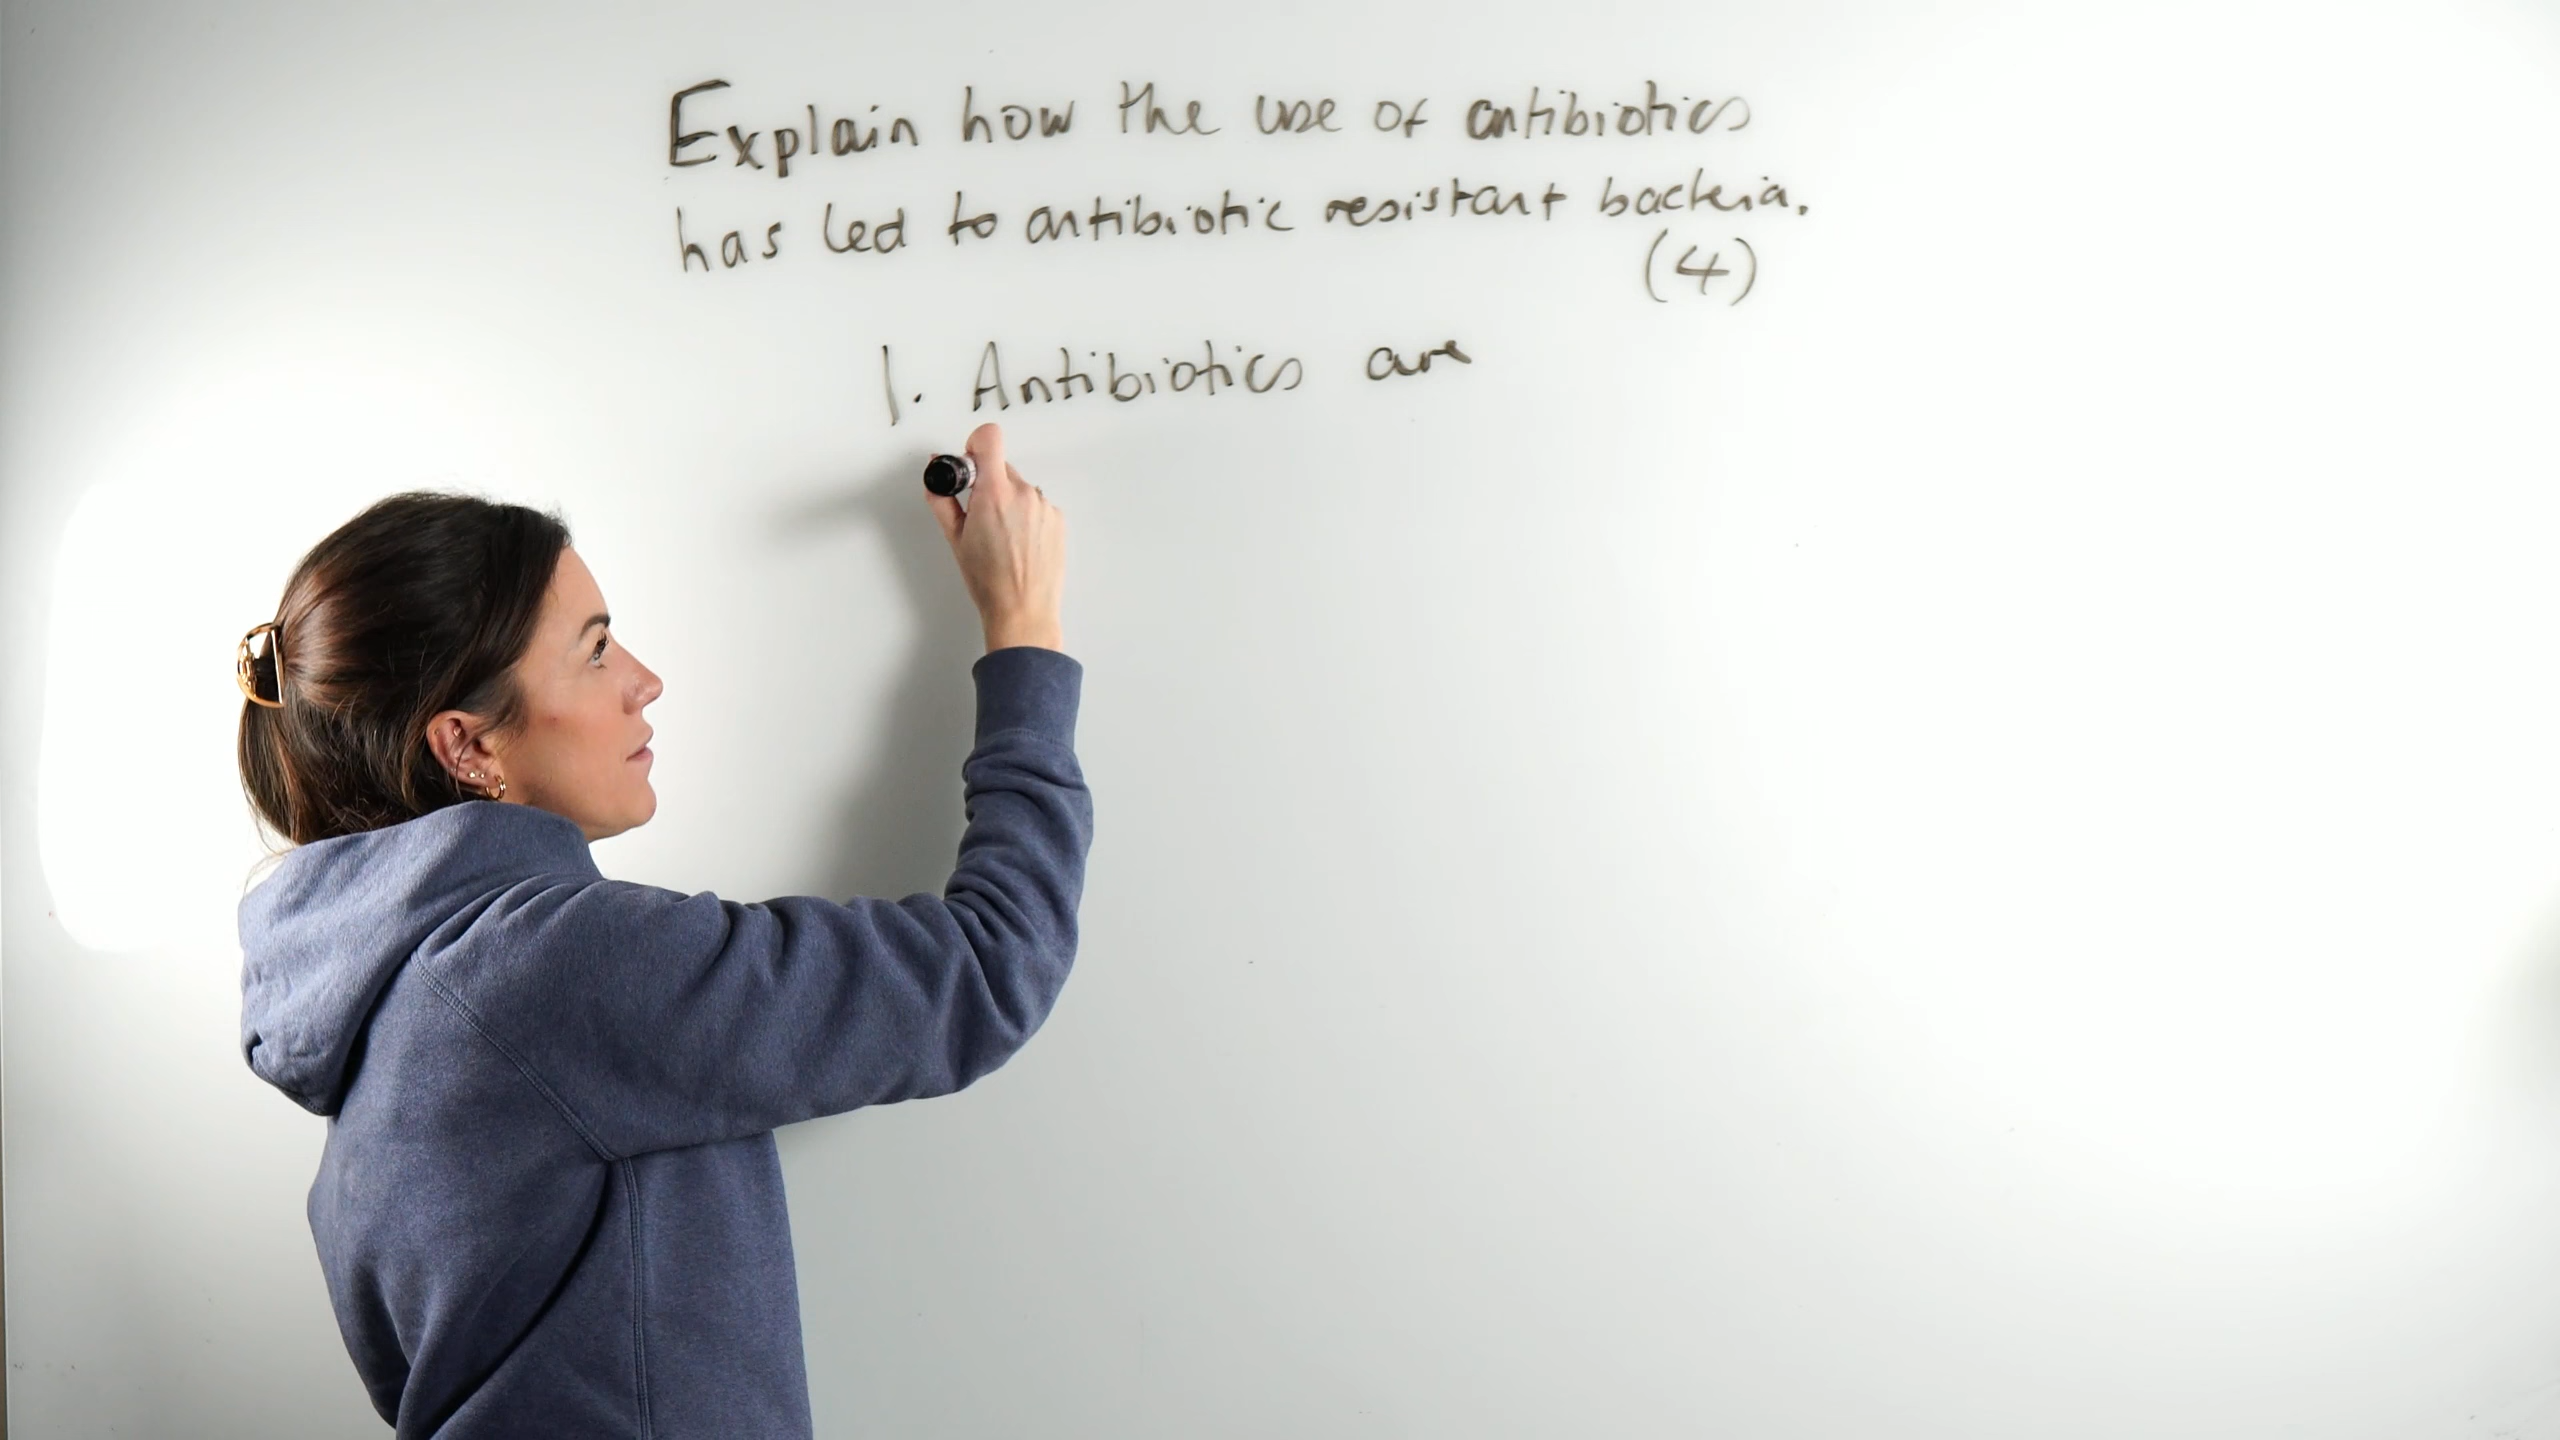 Explain how the use of antibiotics
has led to antibiotic resistant bacteria.
(4)
1. Antibiotics are